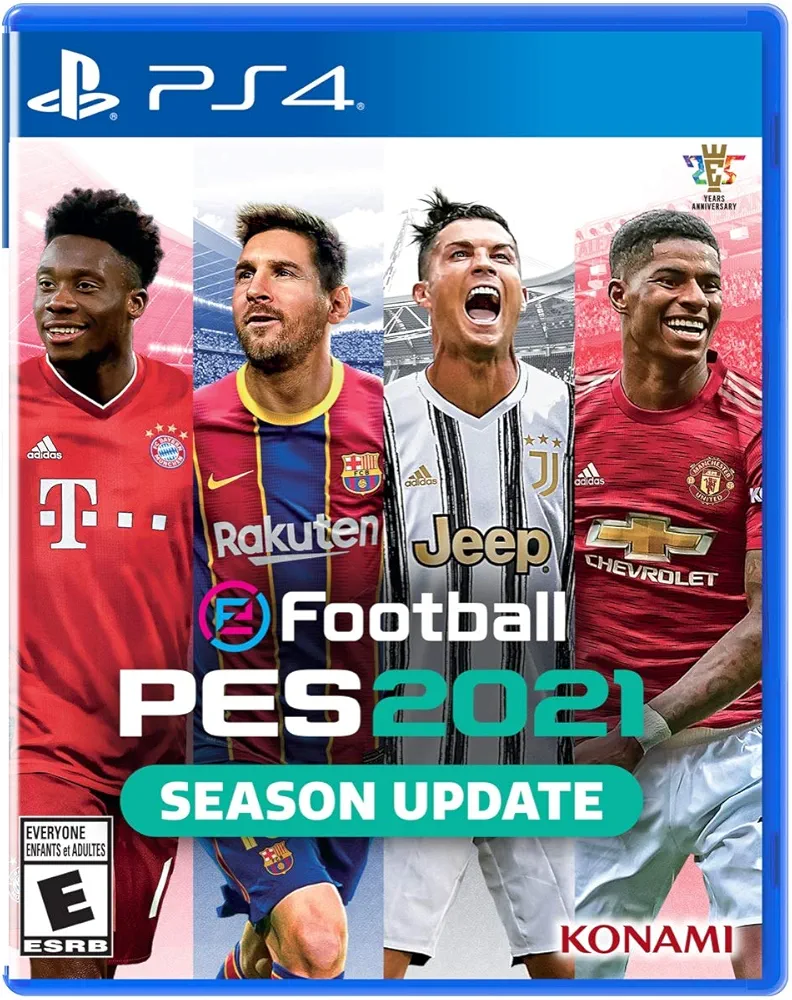 PS4
25
YEARS
ANNIVERSARY
adidas
FC BAYERN
MÜNCHEN
T
FCB
Rakuten
adidas
J
Jeep
adidas
MANCHESTER
UNITED
CHEVROLET
eFootball
PES2021
SEASON UPDATE
EVERYONE
ENFANTS et ADULTES
E
ESRB
KONAMI